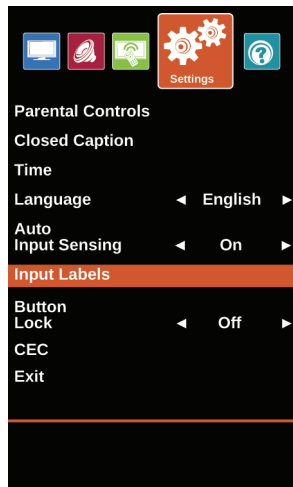 Settings
Parental Controls
Closed Caption
Time
Language ◄ English ►
Auto
Input Sensing ◄ On ►
Input Labels
Button
Lock ◄ Off ►
CEC
Exit